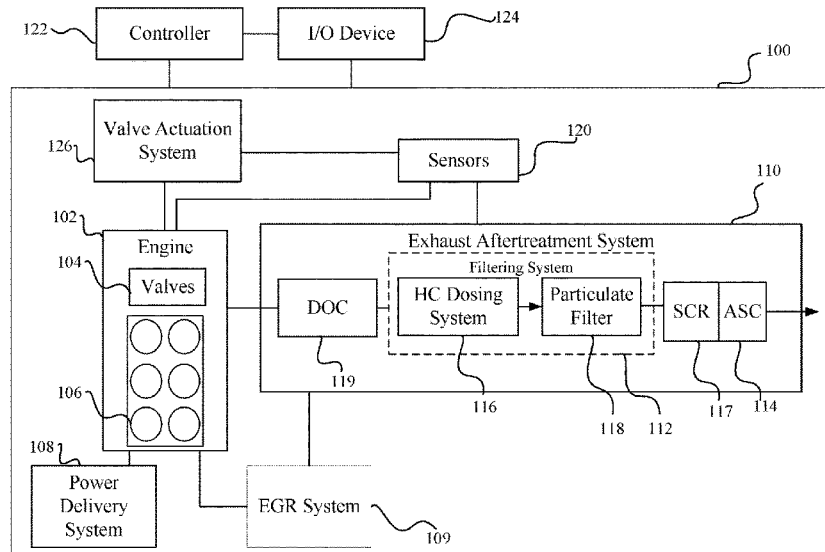 122
Controller
I/O Device
124
100
Valve Actuation
System
126
Sensors
120
110
102
Engine
Exhaust Aftertreatment System
Filtering System
104
Valves
DOC
HC Dosing
System
Particulate
Filter
SCR
ASC
119
116
118
112
117
114
106
108
Power
Delivery
System
EGR System
109